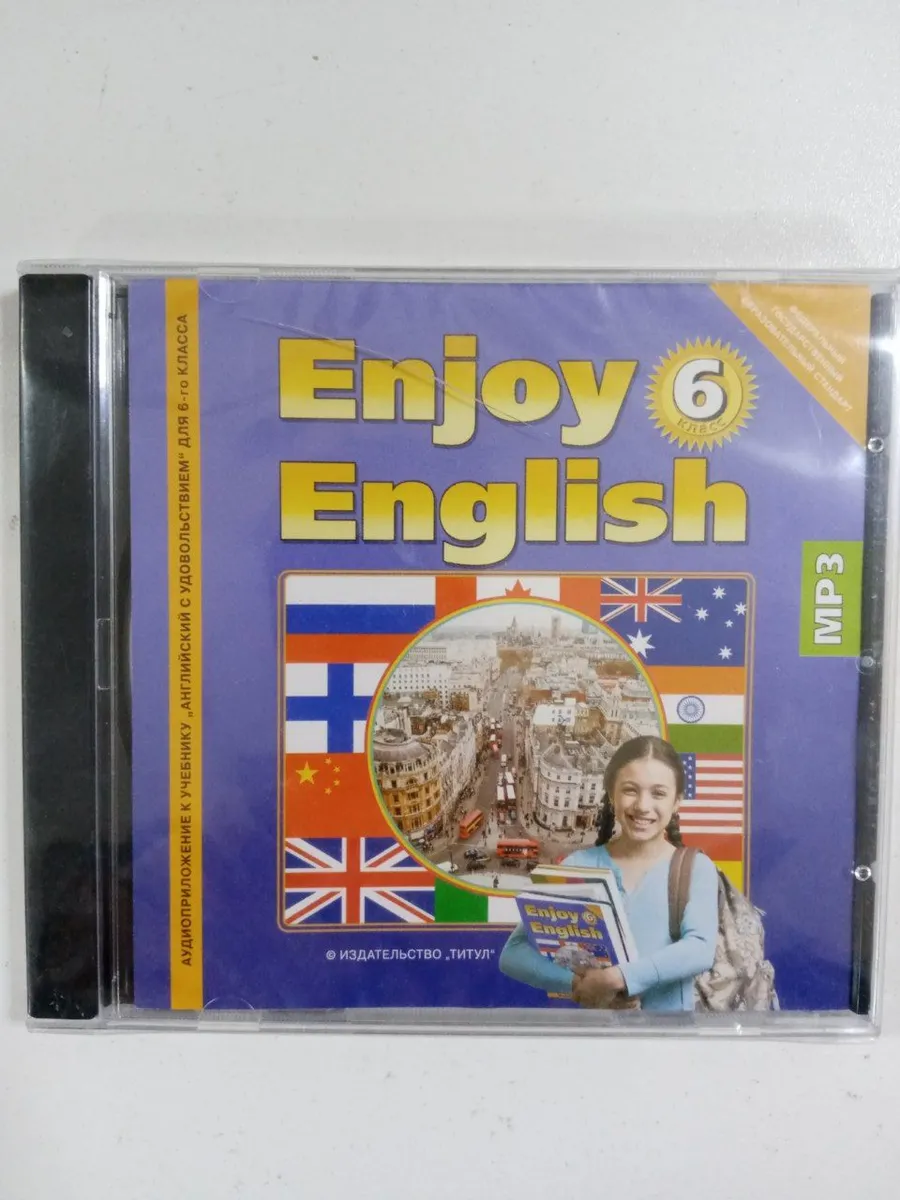 АУДИОПРИЛОЖЕНИЕ К УЧЕБНИКУ „АНГЛИЙСКИЙ С УДОВОЛЬСТВИЕМ" ДЛЯ 6-го КЛАССА
Enjoy
English
6
КЛАСС
ФЕДЕРАЛЬНЫЙ
ГОСУДАРСТВЕННЫЙ
ОБРАЗОВАТЕЛЬНЫЙ СТАНДАРТ
MP3
Enjoy 6
English
© ИЗДАТЕЛЬСТВО „ТИТУЛ"